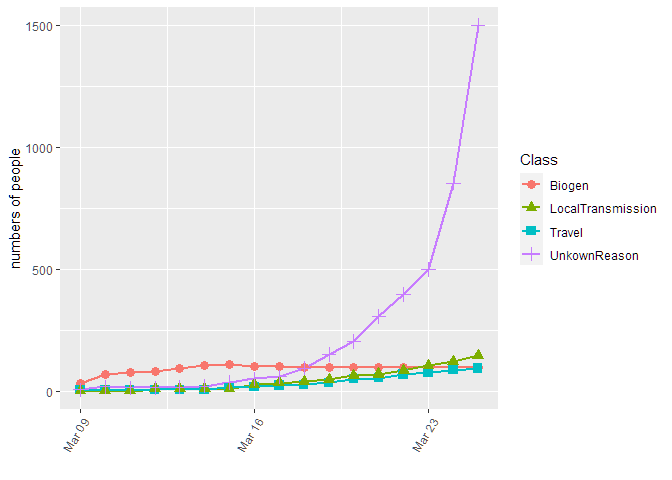 1500
1000
500
0
numbers of people
Mar 09
Mar 16
Mar 23
Class
Biogen
LocalTransmission
Travel
UnkownReason